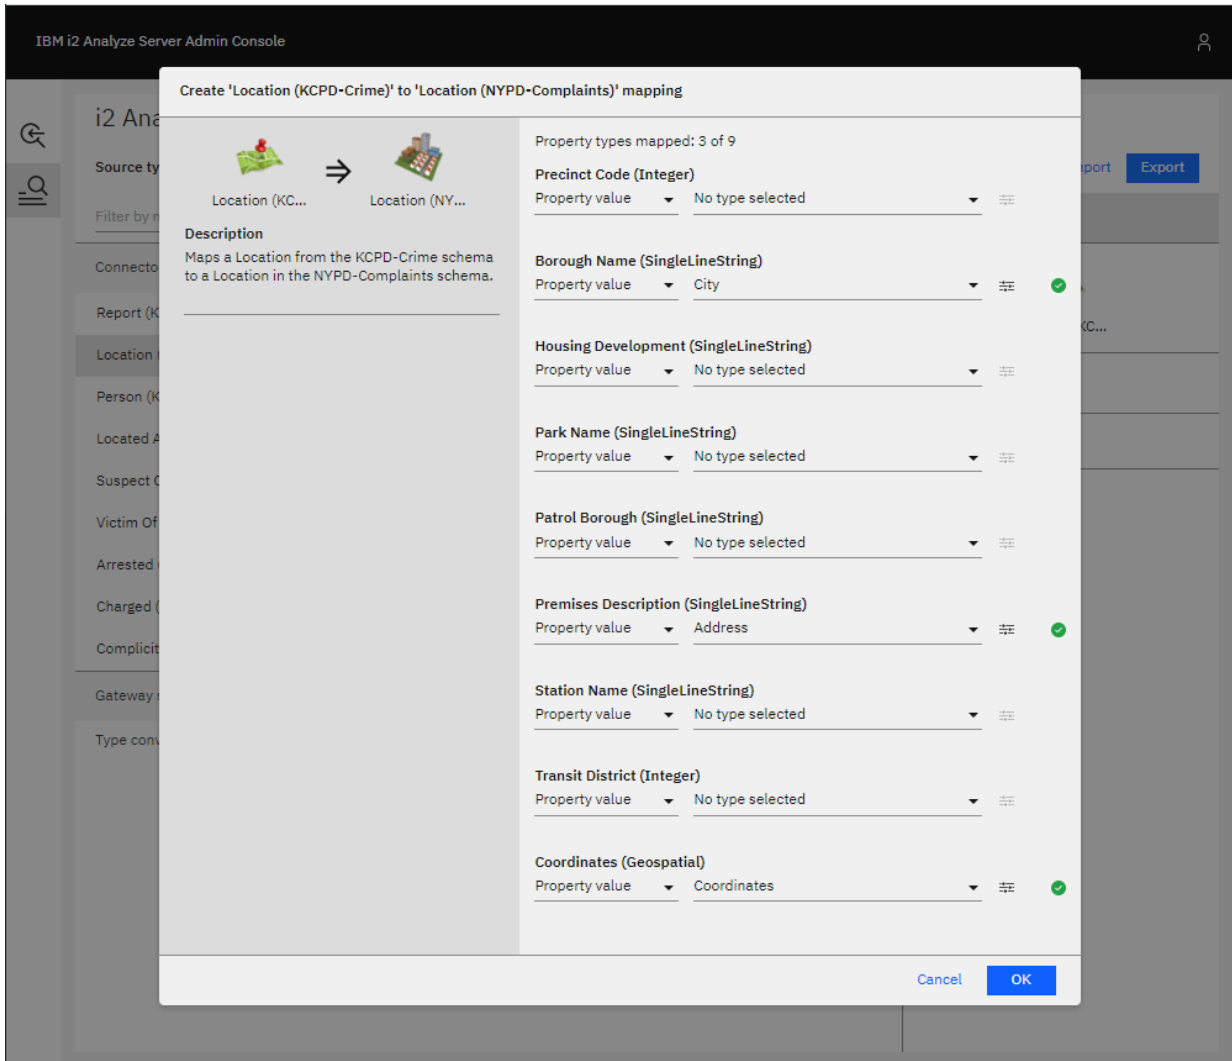 IBM i2 Analyze Server Admin Console
Create 'Location (KCPD-Crime)' to 'Location (NYPD-Complaints)' mapping
i2 Ana
Source ty
Filter by
Connecto
Report (K
Location
Person (K
Located A
Suspect
Victim Of
Arrested
Charged (
Complicit
Gateway
Type conv
Location (KC...
Location (NY...
Description
Maps a Location from the KCPD-Crime schema
to a Location in the NYPD-Complaints schema.
Property types mapped: 3 of 9
Precinct Code (Integer)
Property value No type selected
Borough Name (SingleLineString)
Property value City
Housing Development (SingleLineString)
Property value No type selected
Park Name (SingleLineString)
Property value No type selected
Patrol Borough (SingleLineString)
Property value No type selected
Premises Description (SingleLineString)
Property value Address
Station Name (SingleLineString)
Property value No type selected
Transit District (Integer)
Property value No type selected
Coordinates (Geospatial)
Property value Coordinates
Cancel OK
port Export
KC...